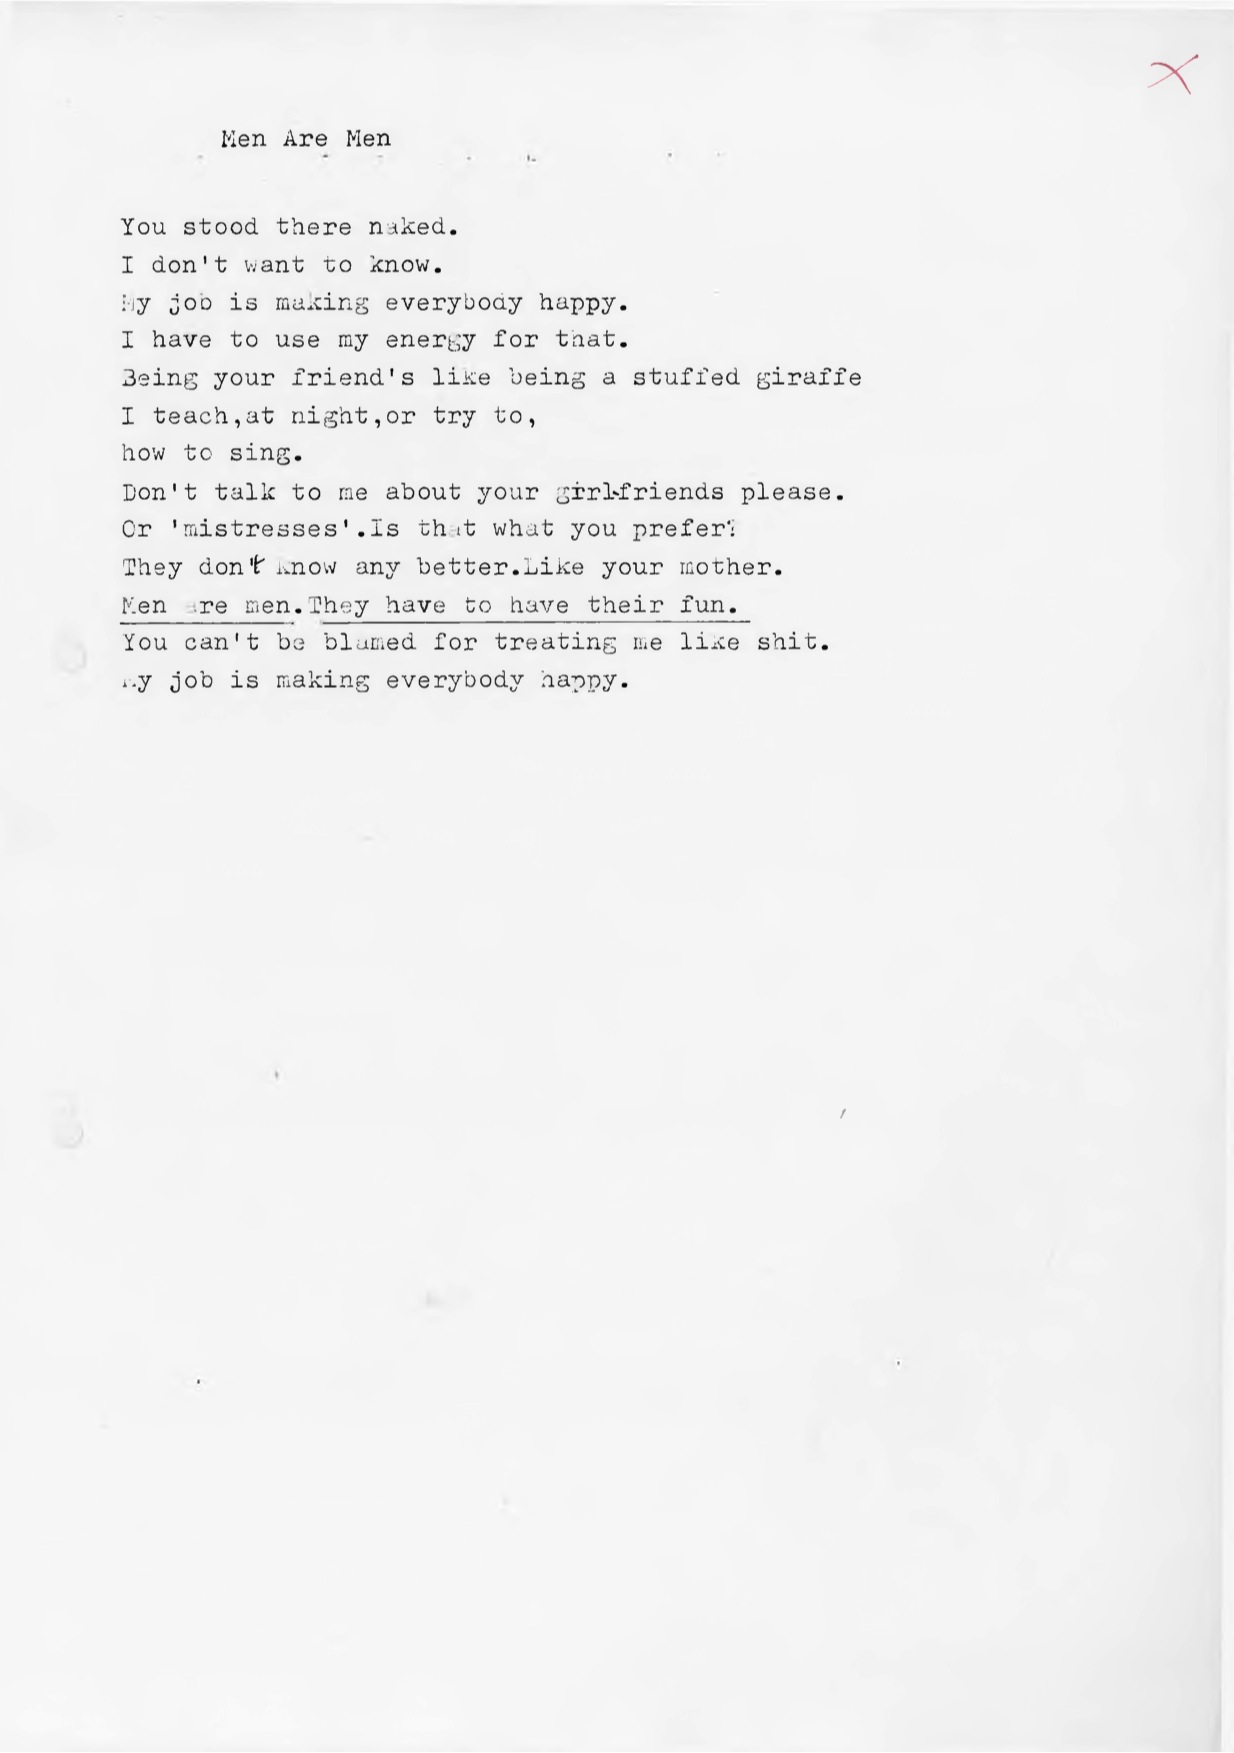 Men Are Men
You stood there naked.
I don't want to know.
My job is making everybody happy.
I have to use my energy for that.
Being your friend's like being a stuffed giraffe
I teach,at night,or try to,
how to sing.
Don't talk to me about your girlfriends please.
Or 'mistresses'.Is that what you prefer?
They don't know any better.Like your mother.
Men are men.They have to have their fun.
You can't be blamed for treating me like shit.
My job is making everybody happy.